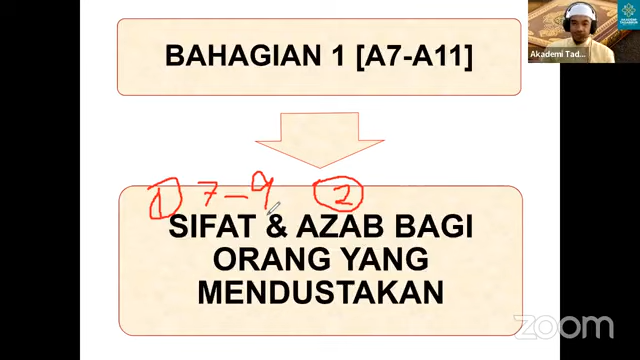 BAHAGIAN 1 [A7-A11]
1 7-9 2
SIFAT & AZAB BAGI
ORANG YANG
MENDUSTAKAN
Akademi Tad...
zoom